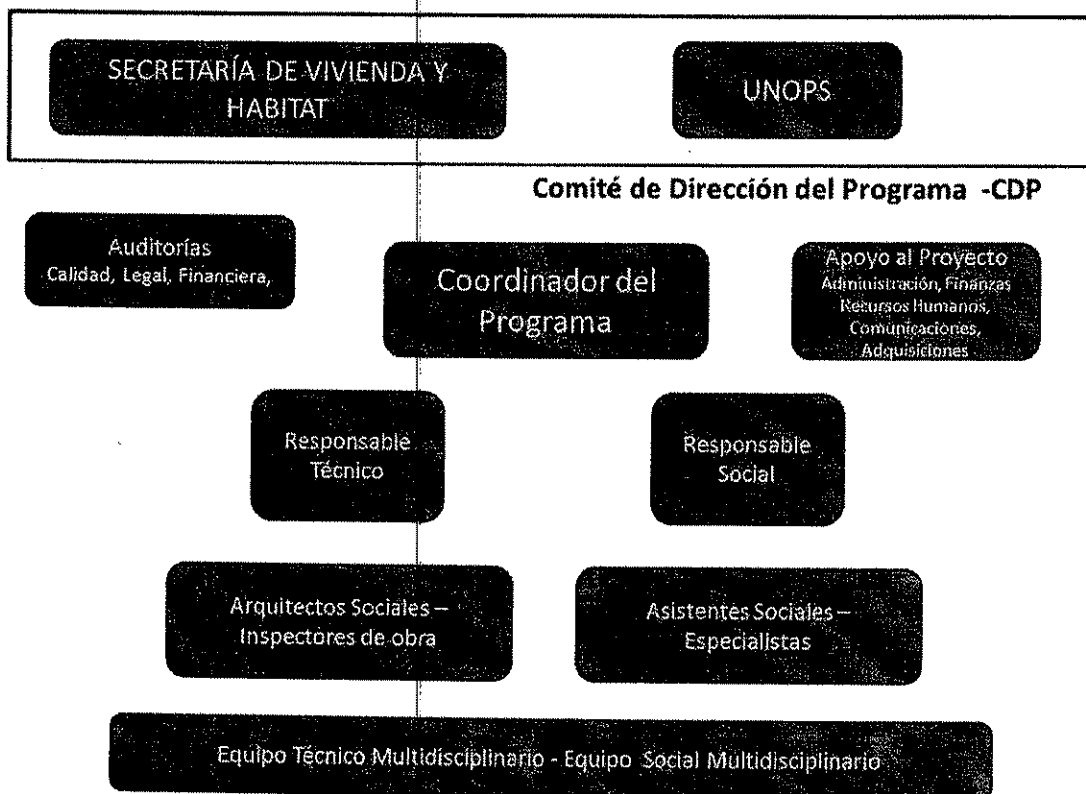 SECRETARÍA DE VIVIENDA Y
HABITAT
UNOPS
Comité de Dirección del Programa -CDP
Auditorías
Calidad, Legal, Financiera,
Coordinador del
Programa
Apoyo al Proyecto
Administración, Finanzas
Recursos Humanos,
Comunicaciones,
Adquisiciones
Responsable
Técnico
Responsable
Social
Arquitectos Sociales –
Inspectores de obra
Asistentes Sociales –
Especialistas
Equipo Técnico Multidisciplinario - Equipo Social Multidisciplinario